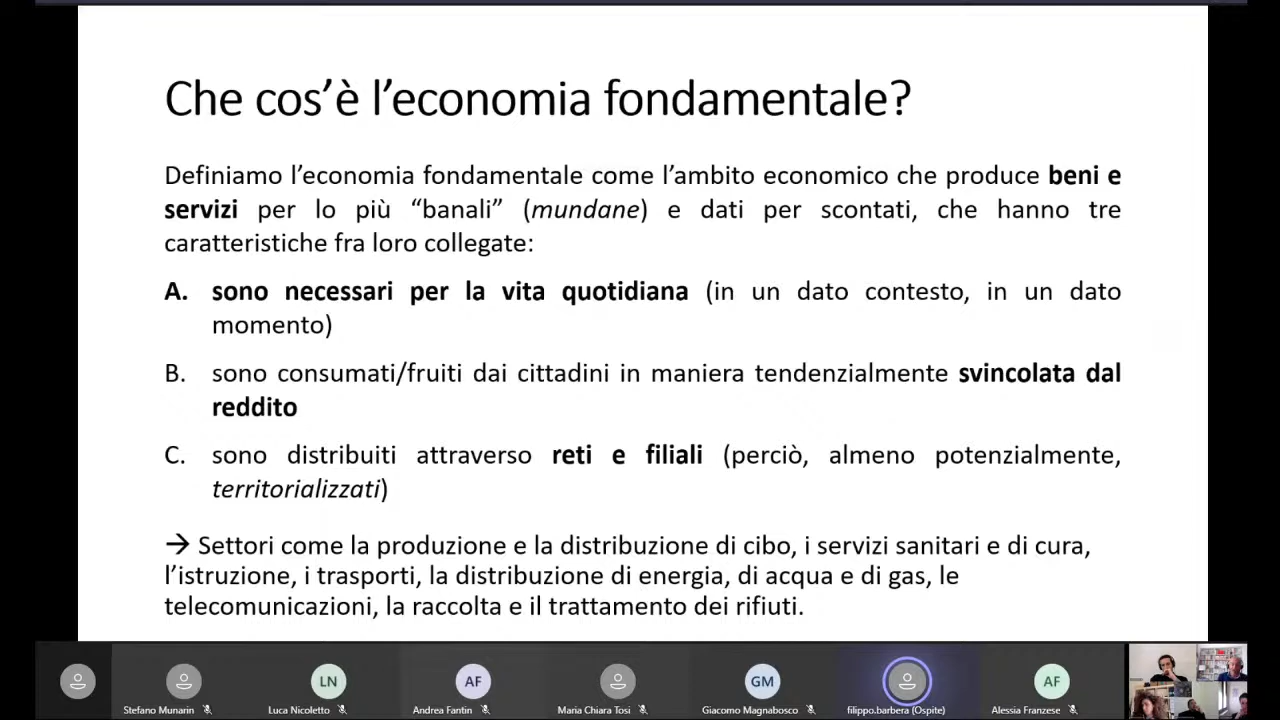 Che cos’è l’economia fondamentale?
Definiamo l’economia fondamentale come l’ambito economico che produce beni e
servizi per lo più “banali” (mundane) e dati per scontati, che hanno tre
caratteristiche fra loro collegate:
A. sono necessari per la vita quotidiana (in un dato contesto, in un dato
momento)
B. sono consumati/fruiti dai cittadini in maniera tendenzialmente svincolata dal
reddito
C. sono distribuiti attraverso reti e filiali (perciò, almeno potenzialmente,
territorializzati)
→ Settori come la produzione e la distribuzione di cibo, i servizi sanitari e di cura,
l’istruzione, i trasporti, la distribuzione di energia, di acqua e di gas, le
telecomunicazioni, la raccolta e il trattamento dei rifiuti.
LN AF GM AF
Stefano Munarin Luca Nicoletto Andrea Fantin Maria Chiara Tosi Giacomo Magnabosco filippo.barbera (Ospite) Alessia Franzese